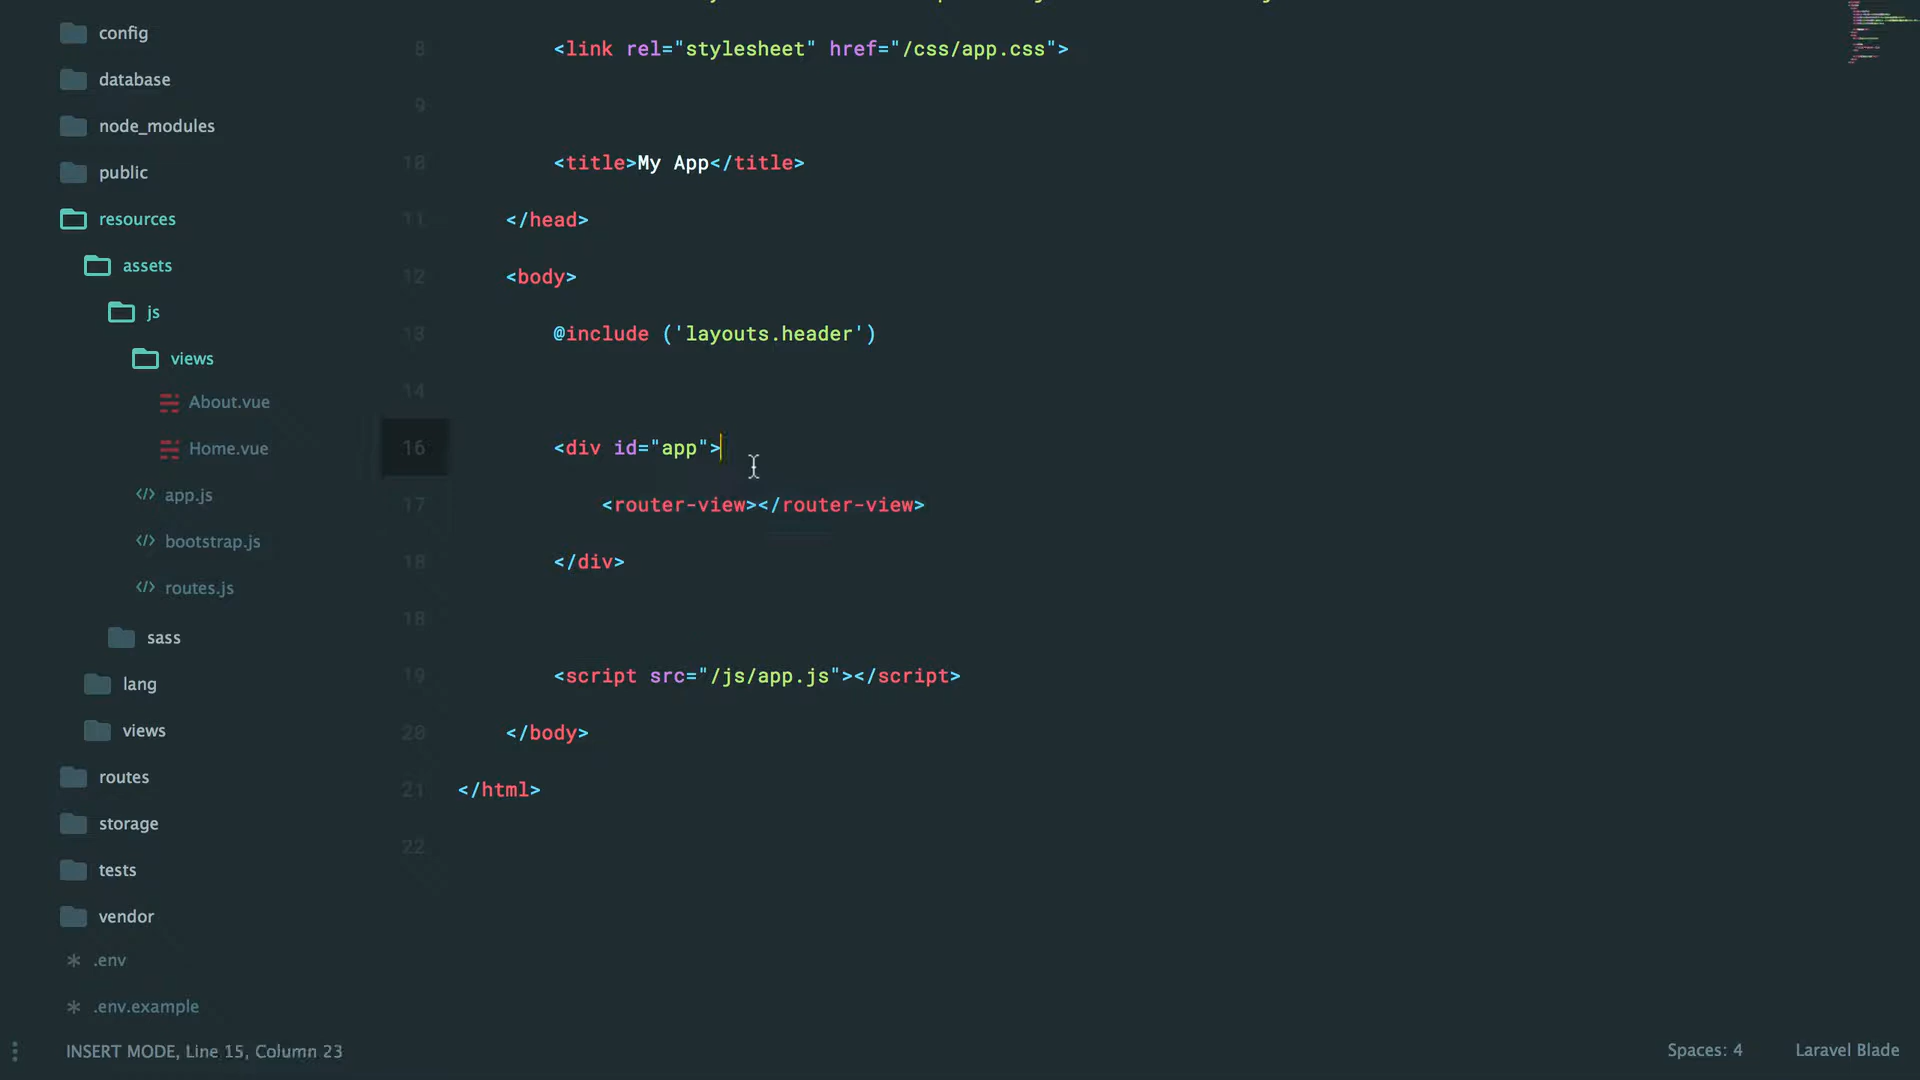 config
database
node_modules
public
resources
assets
js
views
About.vue
Home.vue
</> app.js
</> bootstrap.js
</> routes.js
sass
lang
views
routes
storage
tests
vendor
* .env
* .env.example
8 <link rel="stylesheet" href="/css/app.css">
9
10 <title>My App</title>
11 </head>
12 <body>
13 @include ('layouts.header')
14
16 <div id="app">
17 <router-view></router-view>
18 </div>
18
19 <script src="/js/app.js"></script>
20 </body>
21 </html>
22
INSERT MODE, Line 15, Column 23
Spaces: 4
Laravel Blade